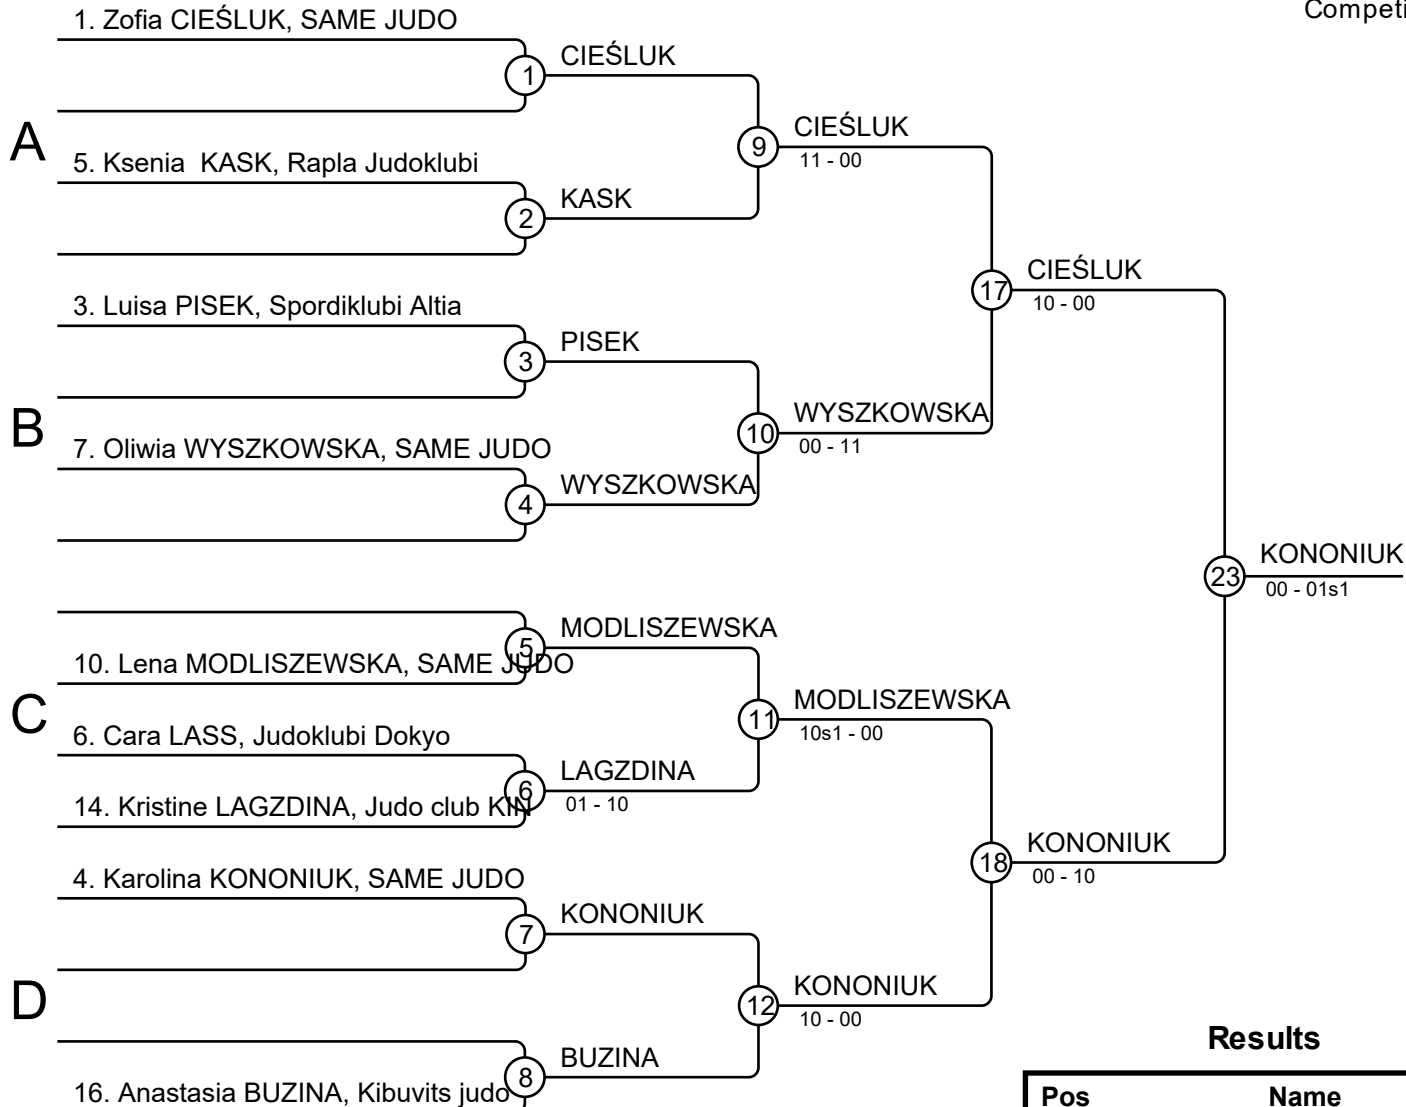 Competi
1. Zofia CIEŚLUK, SAME JUDO
1
CIEŚLUK
A
9
CIEŚLUK
11 - 00
5. Ksenia  KASK, Rapla Judoklubi
2
KASK
17
CIEŚLUK
10 - 00
3. Luisa PISEK, Spordiklubi Altia
3
PISEK
B
10
WYSZKOWSKA
00 - 11
7. Oliwia WYSZKOWSKA, SAME JUDO
4
WYSZKOWSKA
23
KONONIUK
00 - 01s1
5
MODLISZEWSKA
10. Lena MODLISZEWSKA, SAME JUDO
C
11
MODLISZEWSKA
10s1 - 00
6. Cara LASS, Judoklubi Dokyo
6
LAGZDINA
01 - 10
14. Kristine LAGZDINA, Judo club KIN
18
KONONIUK
00 - 10
4. Karolina KONONIUK, SAME JUDO
7
KONONIUK
D
12
KONONIUK
10 - 00
8
BUZINA
16. Anastasia BUZINA, Kibuvits judo
Results
Pos Name